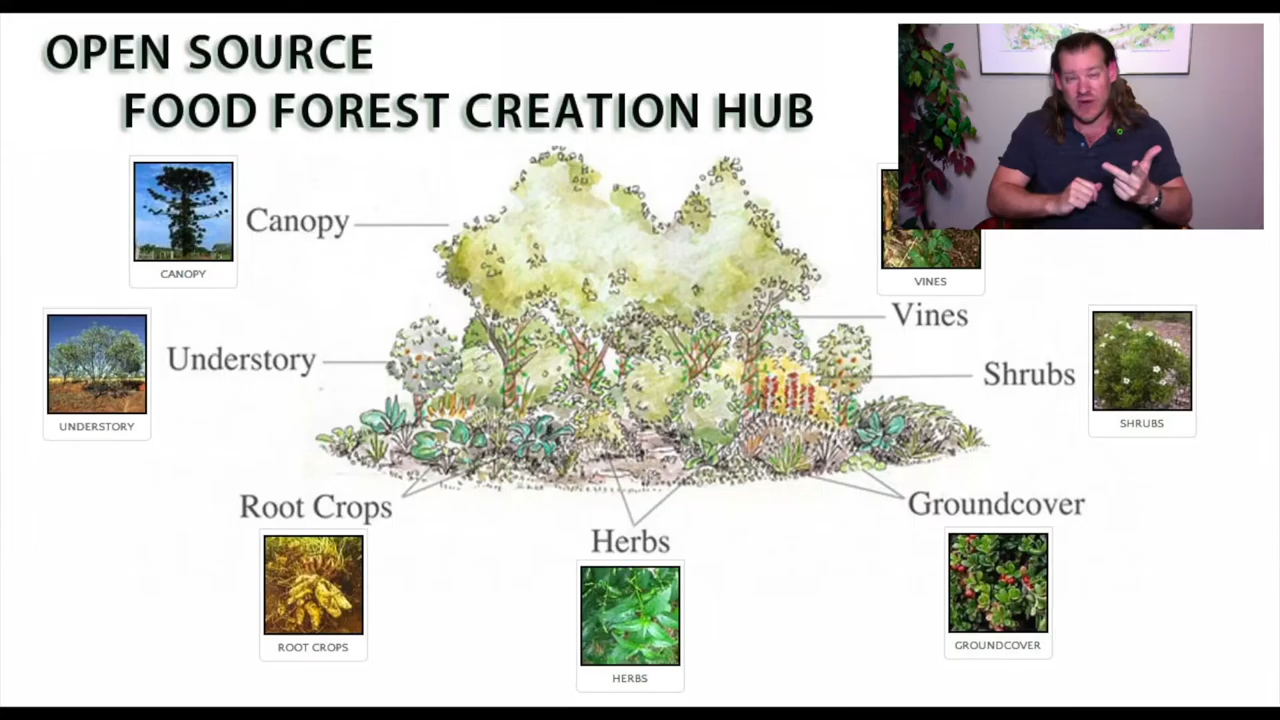 OPEN SOURCE
FOOD FOREST CREATION HUB
CANOPY
Canopy
VINES
Vines
UNDERSTORY
Understory
Shrubs
SHRUBS
Root Crops
ROOT CROPS
Herbs
HERBS
Groundcover
GROUNDCOVER